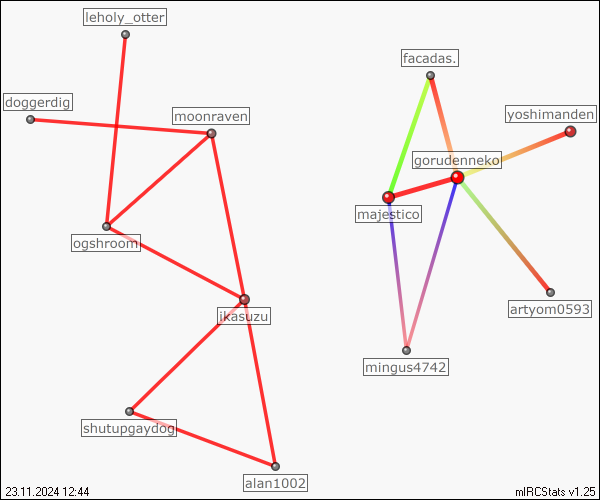 leholy_otter
facadas.
doggerdig
moonraven
yoshimanden
gorudenneko
majestico
ogshroom
artyom0593
ikasuzu
mingus4742
shutupgaydog
alan1002
23.11.2024 12:44
mIRCStats v1.25